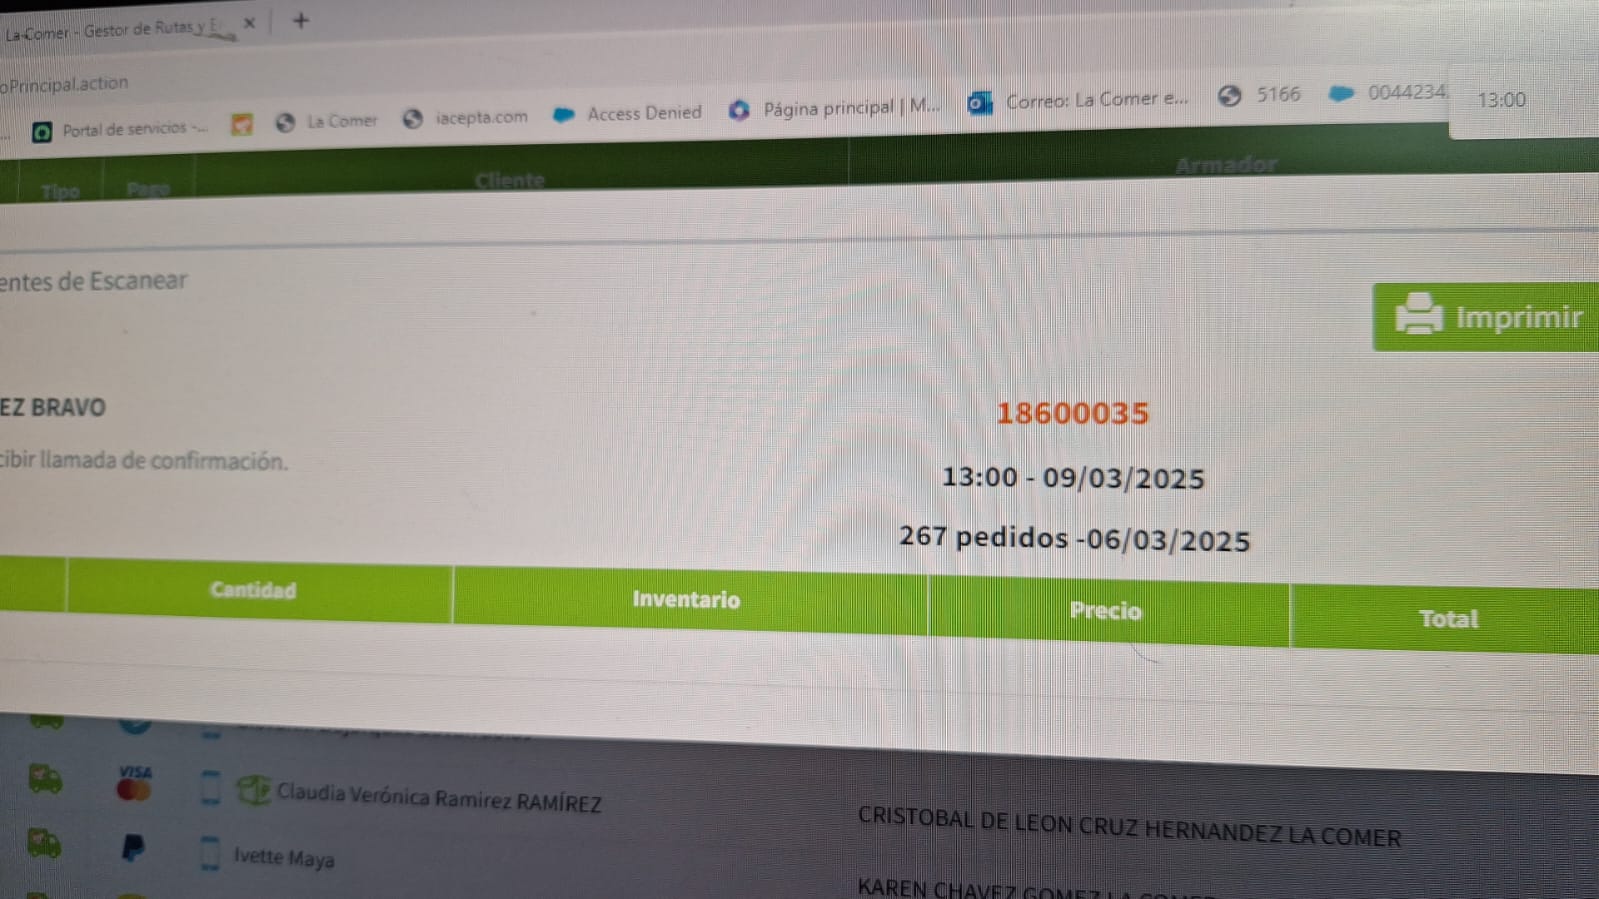 La Comer - Gestor de Rutas y E
oPrincipal.action
Portal de servicios -... La Comer iacepta.com Access Denied Página principal | M... Correo: La Comer e... 5166 0044234. 13:00
Tipo Pago Cliente Armador
entes de Escanear
Imprimir
EZ BRAVO
18600035
cibir llamada de confirmación.
13:00 - 09/03/2025
267 pedidos -06/03/2025
Cantidad Inventario Precio Total
VISA Claudia Verónica Ramirez RAMÍREZ
CRISTOBAL DE LEON CRUZ HERNANDEZ LA COMER
Ivette Maya
KAREN CHAVEZ GOMEZ LA COMER